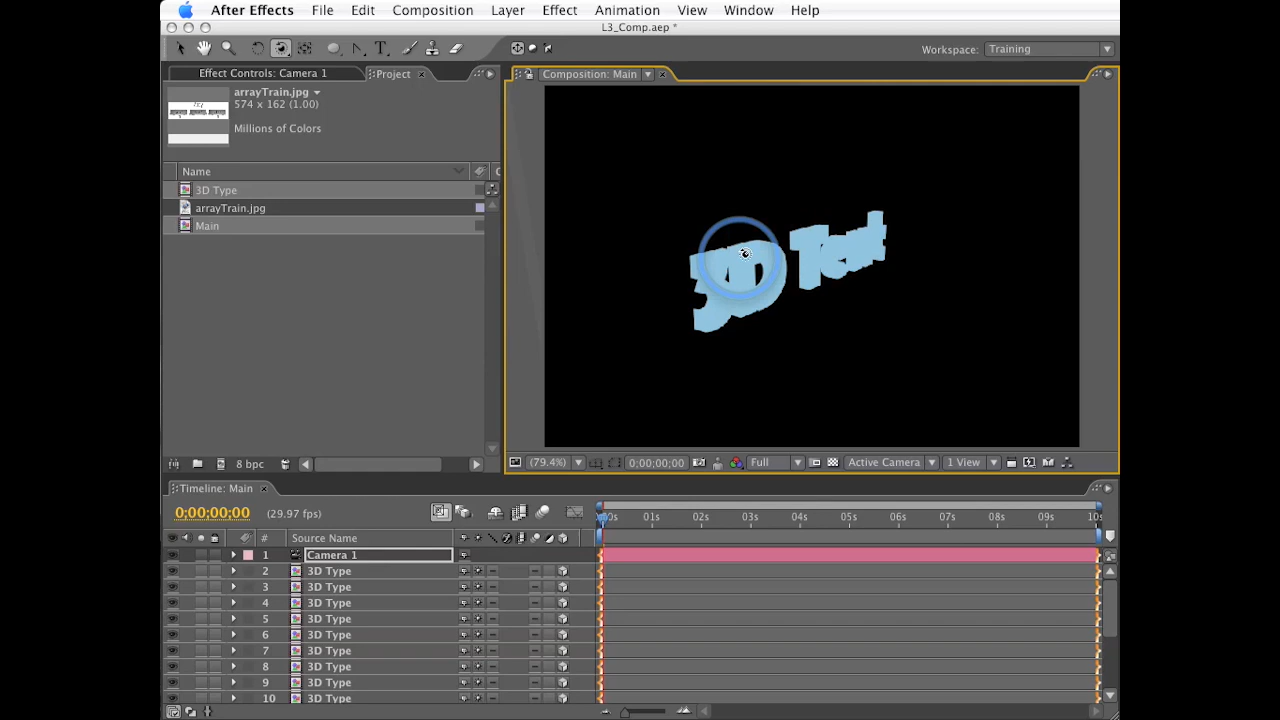 After Effects File Edit Composition Layer Effect Animation View Window Help
L3_Comp.aep *
Workspace: Training
Effect Controls: Camera 1 Project
Composition: Main
arrayTrain.jpg
574 x 162 (1.00)
Millions of Colors
Name
3D Type
arrayTrain.jpg
Main
3D Text
8 bpc
(79.4%) 0;00;00;00 Full Active Camera 1 View
Timeline: Main
0;00;00;00 (29.97 fps)
00s 01s 02s 03s 04s 05s 06s 07s 08s 09s 10s
# Source Name
1 Camera 1
2 3D Type
3 3D Type
4 3D Type
5 3D Type
6 3D Type
7 3D Type
8 3D Type
9 3D Type
10 3D Type